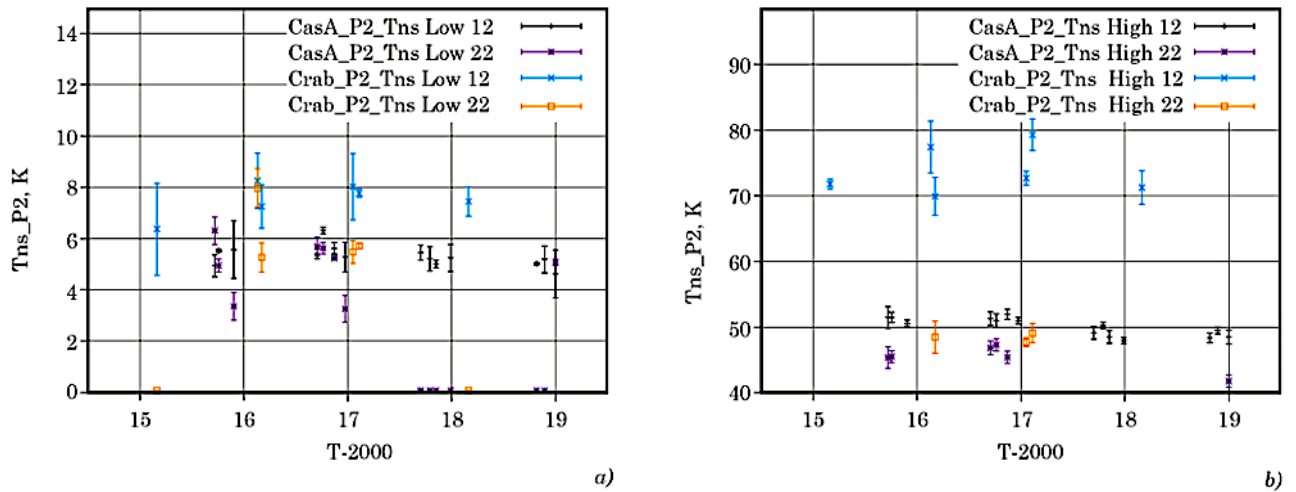 CasA_P2_Tns Low 12
CasA_P2_Tns Low 22
Crab_P2_Tns Low 12
Crab_P2_Tns Low 22
14
12
10
8
6
4
2
0
Tns_P2, K
15 16 17 18 19
T-2000
a)
CasA_P2_Tns High 12
CasA_P2_Tns High 22
Crab_P2_Tns High 12
Crab_P2_Tns High 22
90
80
70
60
50
40
Tns_P2, K
15 16 17 18 19
T-2000
b)